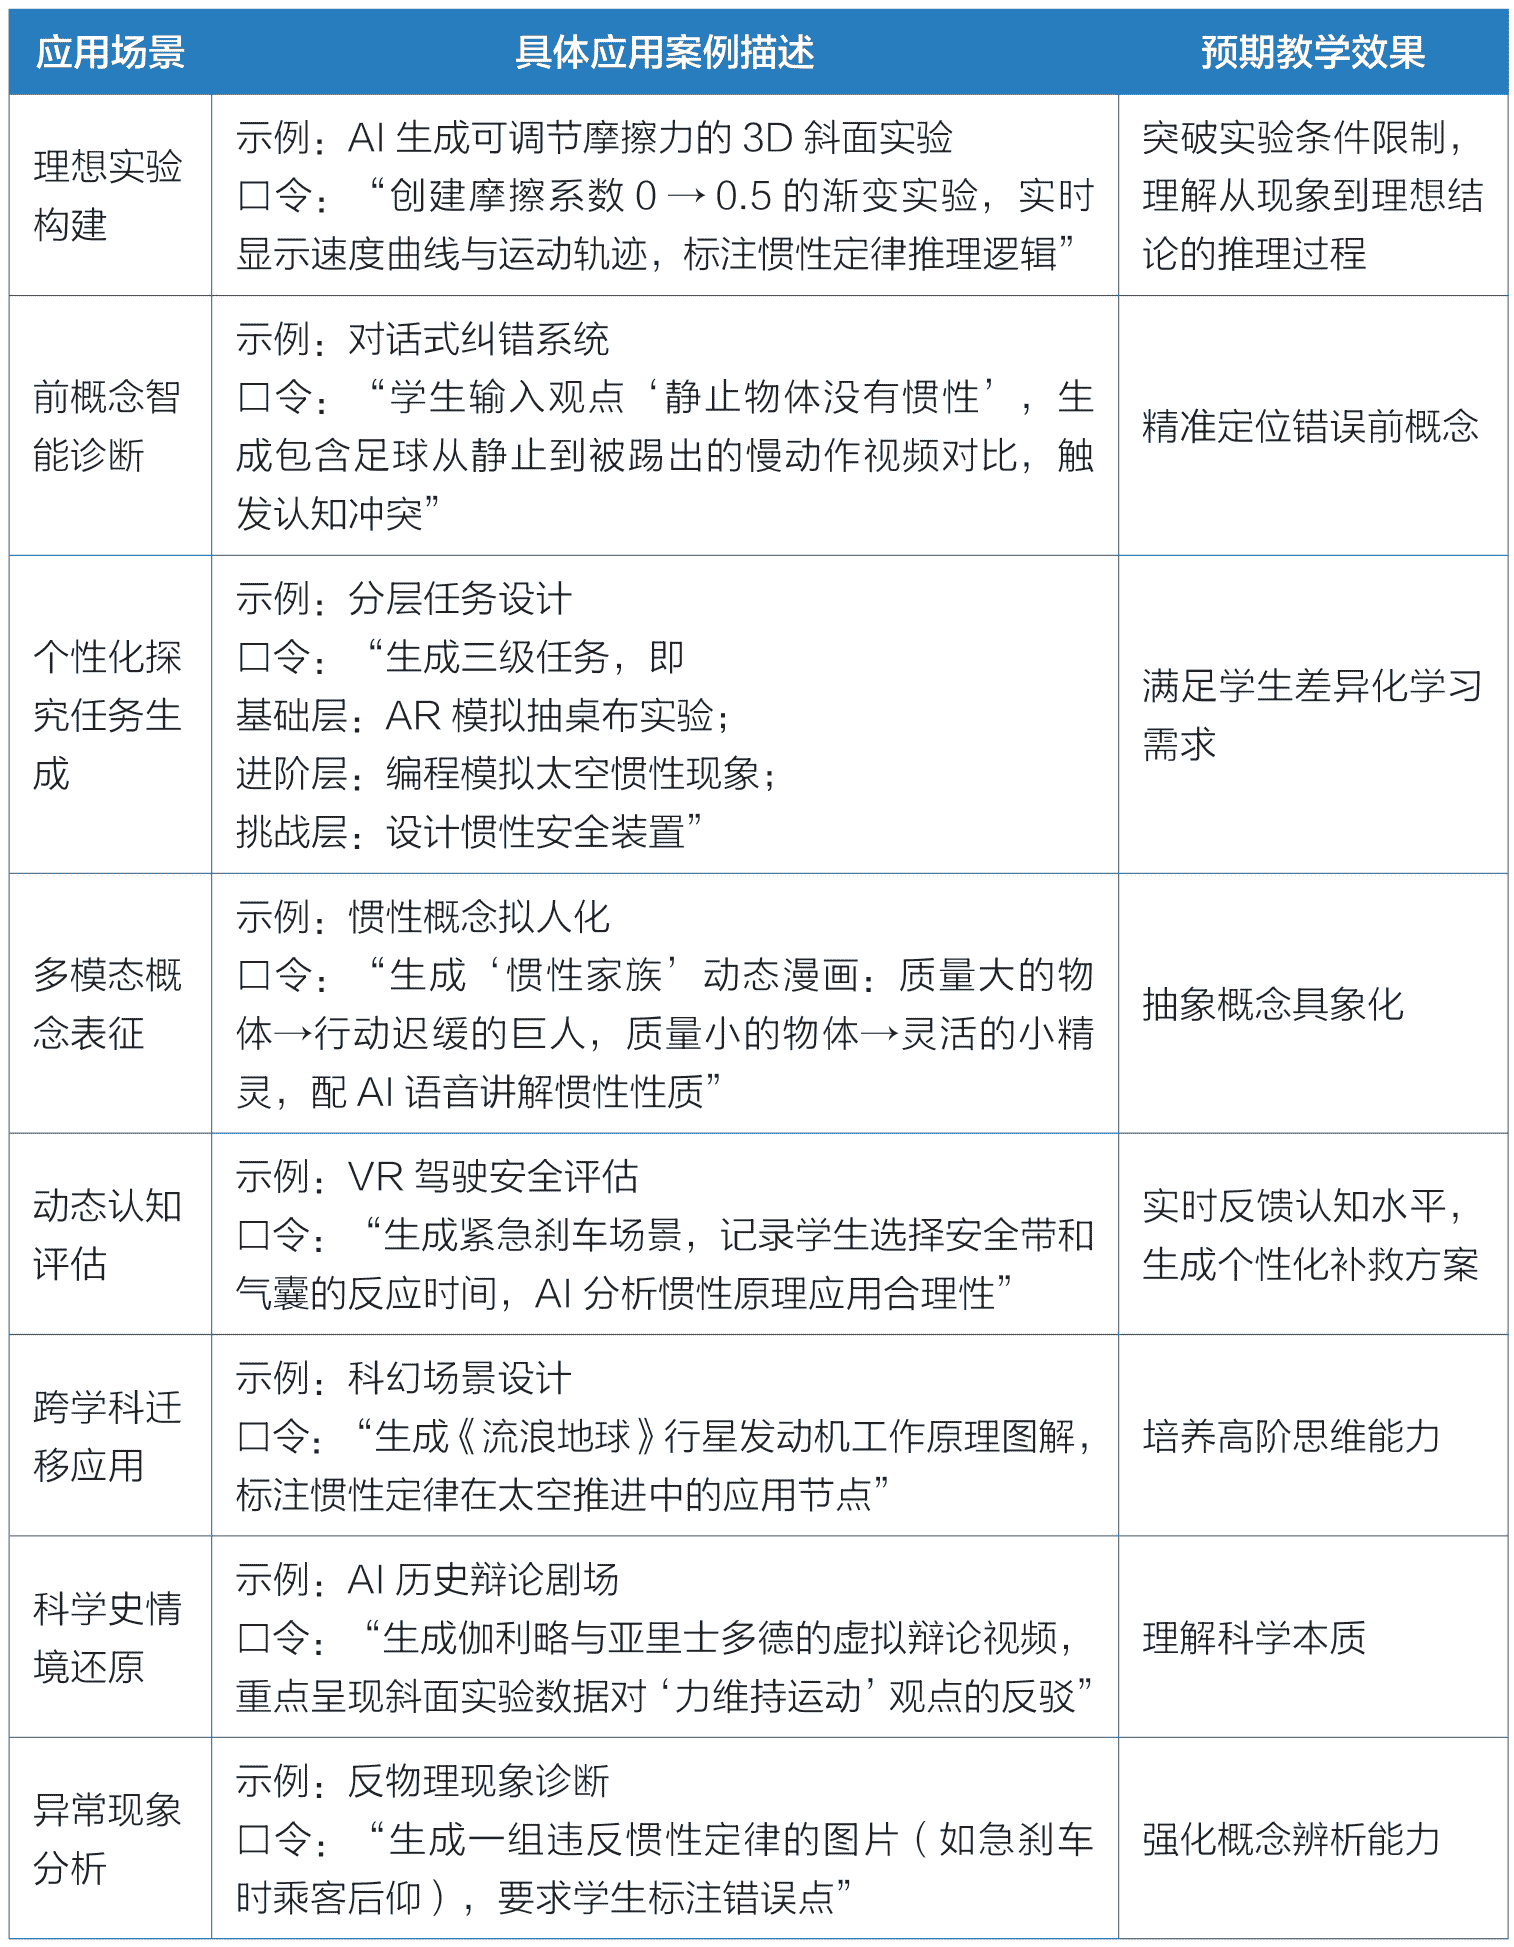 应用场景 具体应用案例描述 预期教学效果
理想实验
构建
示例：AI 生成可调节摩擦力的 3D 斜面实验
口令：“创建摩擦系数 0 → 0.5 的渐变实验，实时
显示速度曲线与运动轨迹，标注惯性定律推理逻辑”
突破实验条件限制，
理解从现象到理想结
论的推理过程
前概念智
能诊断
示例：对话式纠错系统
口令：“学生输入观点‘静止物体没有惯性’，生
成包含足球从静止到被踢出的慢动作视频对比，触
发认知冲突”
精准定位错误前概念
个性化探
究任务生
成
示例：分层任务设计
口令：“生成三级任务，即
基础层：AR 模拟抽桌布实验；
进阶层：编程模拟太空惯性现象；
挑战层：设计惯性安全装置”
满足学生差异化学习
需求
多模态概
念表征
示例：惯性概念拟人化
口令：“生成‘惯性家族’动态漫画：质量大的物
体→行动迟缓的巨人，质量小的物体→灵活的小精
灵，配 AI 语音讲解惯性性质”
抽象概念具象化
动态认知
评估
示例：VR 驾驶安全评估
口令：“生成紧急刹车场景，记录学生选择安全带和
气囊的反应时间，AI 分析惯性原理应用合理性”
实时反馈认知水平，
生成个性化补救方案
跨学科迁
移应用
示例：科幻场景设计
口令：“生成《流浪地球》行星发动机工作原理图解，
标注惯性定律在太空推进中的应用节点”
培养高阶思维能力
科学史情
境还原
示例：AI 历史辩论剧场
口令：“生成伽利略与亚里士多德的虚拟辩论视频，
重点呈现斜面实验数据对‘力维持运动’观点的反驳”
理解科学本质
异常现象
分析
示例：反物理现象诊断
口令：“生成一组违反惯性定律的图片（如急刹车
时乘客后仰），要求学生标注错误点”
强化概念辨析能力